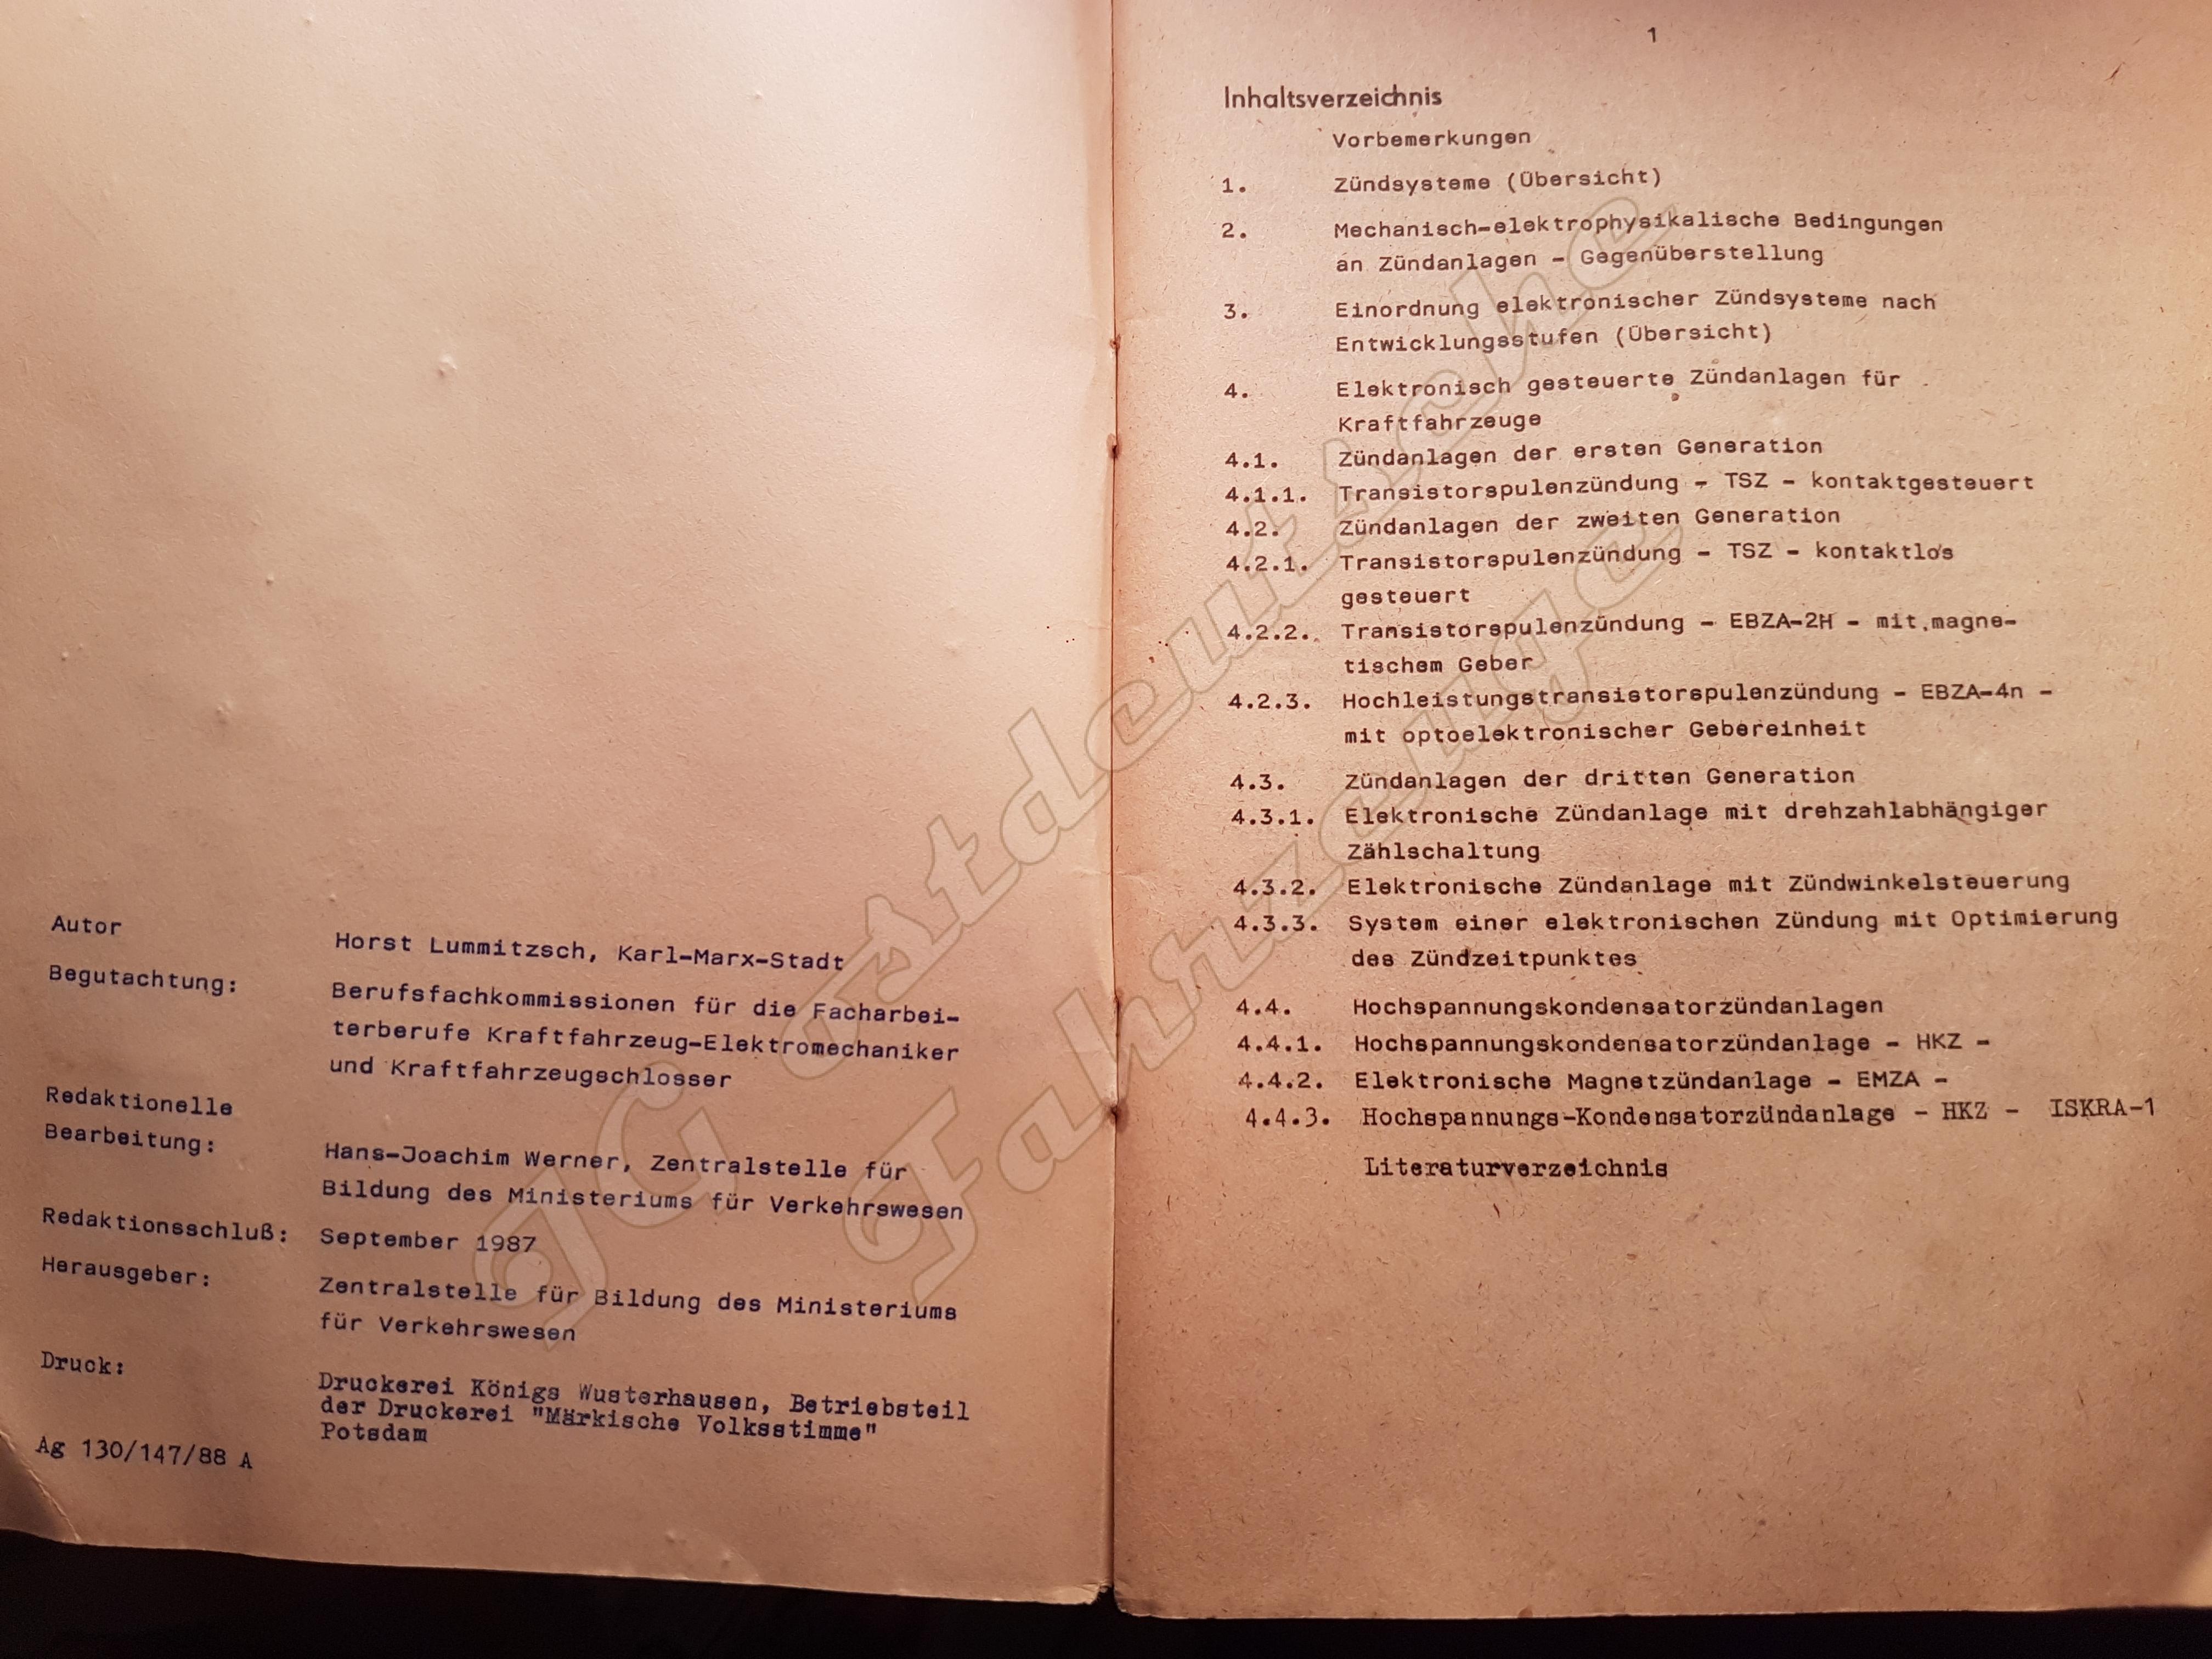 Autor
Horst Lummitzsch, Karl-Marx-Stadt
Begutachtung:
Berufsfachkommissionen für die Facharbei-
terberufe Kraftfahrzeug-Elektromechaniker
und Kraftfahrzeugschlosser
Redaktionelle
Bearbeitung:
Hans-Joachim Werner, Zentralstelle für
Bildung des Ministeriums für Verkehrswesen
Redaktionsschluß: September 1987
Herausgeber:
Zentralstelle für Bildung des Ministeriums
für Verkehrswesen
Druck:
Druckerei Königs Wusterhausen, Betriebsteil
der Druckerei "Märkische Volksstimme"
Potsdam
Ag 130/147/88 A
1
Inhaltsverzeichnis
Vorbemerkungen
1. Zündsysteme (Übersicht)
2. Mechanisch-elektrophysikalische Bedingungen
an Zündanlagen - Gegenüberstellung
3. Einordnung elektronischer Zündsysteme nach
Entwicklungsstufen (Übersicht)
4. Elektronisch gesteuerte Zündanlagen für
Kraftfahrzeuge
4.1. Zündanlagen der ersten Generation
4.1.1. Transistorspulenzündung - TSZ - kontaktgesteuert
4.2. Zündanlagen der zweiten Generation
4.2.1. Transistorspulenzündung - TSZ - kontaktlos
gesteuert
4.2.2. Transistorspulenzündung - EBZA-2H - mit magne-
tischem Geber
4.2.3. Hochleistungstransistorspulenzündung - EBZA-4n -
mit optoelektronischer Gebereinheit
4.3. Zündanlagen der dritten Generation
4.3.1. Elektronische Zündanlage mit drehzahlabhängiger
Zählschaltung
4.3.2. Elektronische Zündanlage mit Zündwinkelsteuerung
4.3.3. System einer elektronischen Zündung mit Optimierung
des Zündzeitpunktes
4.4. Hochspannungskondensatorzündanlagen
4.4.1. Hochspannungskondensatorzündanlage - HKZ -
4.4.2. Elektronische Magnetzündanlage - EMZA -
4.4.3. Hochspannungs-Kondensatorzündanlage - HKZ - ISKRA-1
Literaturverzeichnis
IG Ostdeutsche
Fahrzeuge